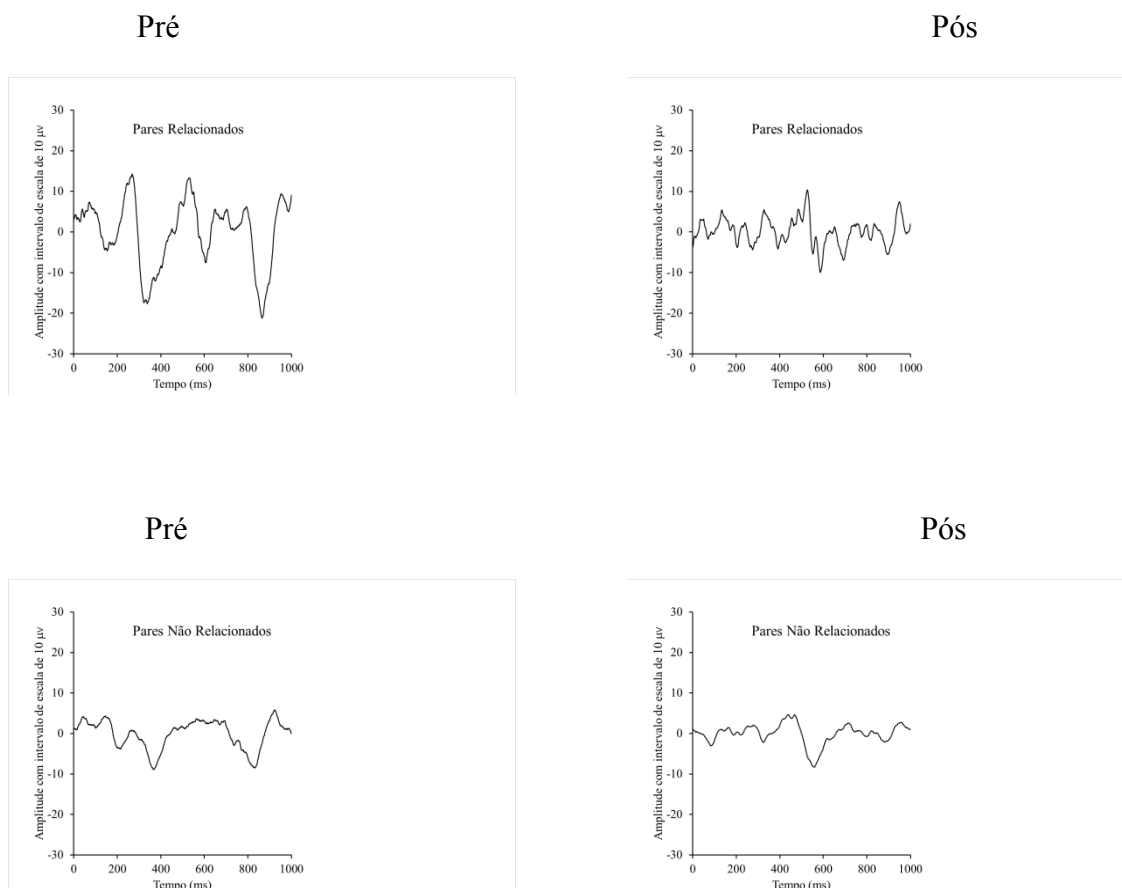 Pré
Pós
Pares Relacionados
Amplitude com intervalo de escala de 10 μv
30
20
10
0
-10
-20
-30
0 200 400 600 800 1000
Tempo (ms)
Pares Relacionados
Amplitude com intervalo de escala de 10 μv
30
20
10
0
-10
-20
-30
0 200 400 600 800 1000
Tempo (ms)
Pré
Pós
Pares Não Relacionados
Amplitude com intervalo de escala de 10 μv
30
20
10
0
-10
-20
-30
0 200 400 600 800 1000
Tempo (ms)
Pares Não Relacionados
Amplitude com intervalo de escala de 10 μv
30
20
10
0
-10
-20
-30
0 200 400 600 800 1000
Tempo (ms)